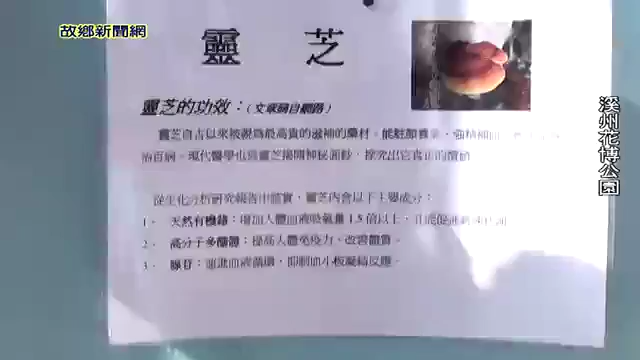 故鄉新聞網
靈芝
靈芝的功效：（文章摘自網路）
靈芝自古以來被視為最高貴的滋補的藥材。能駐顏養
治百病。現代醫學也為靈芝揭開神秘面紗，探究出它真正的價值
從生化分析研究報告中證實，靈芝內含以下主要成分：
1、天然有機鍺：增加人體血液吸氧量1.5倍以上，
2、高分子多醣體：提高人體免疫力、改善體質。
3、腺苷：促進血液循環，抑制血小板凝結反應。
溪州花博公園